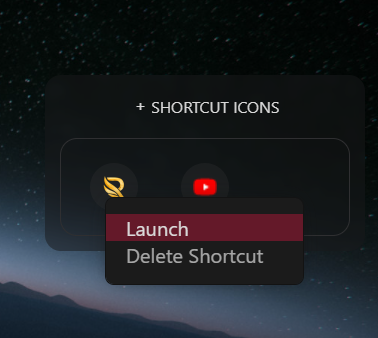 + SHORTCUT ICONS
Launch
Delete Shortcut